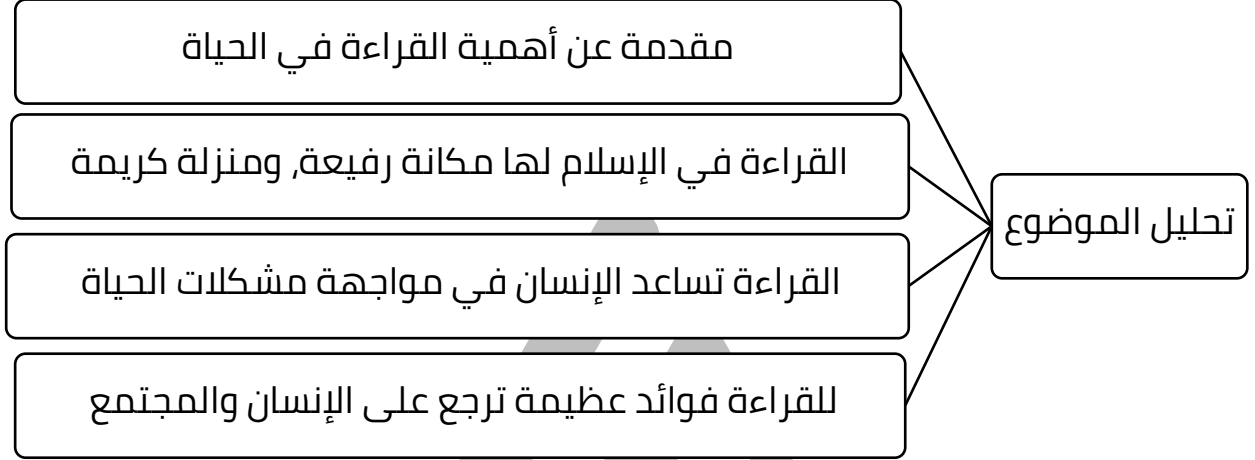 تحليل الموضوع
مقدمة عن أهمية القراءة في الحياة
القراءة في الإسلام لها مكانة رفيعة, ومنزلة كريمة
القراءة تساعد الإنسان في مواجهة مشكلات الحياة
للقراءة فوائد عظيمة ترجع على الإنسان والمجتمع